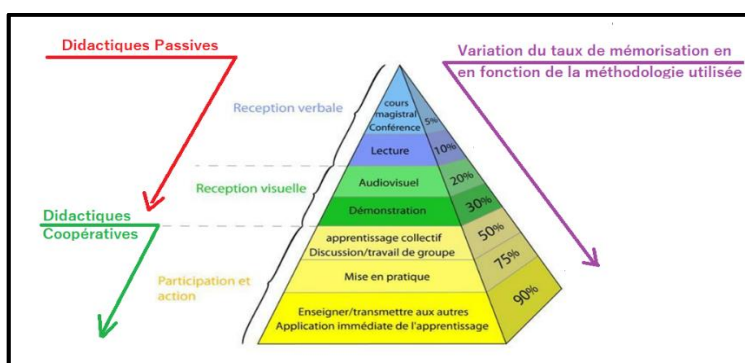 Didactiques Passives
Variation du taux de mémorisation en
en fonction de la méthodologie utilisée
Reception verbale
cours
magistral
Conférence
5%
Lecture
10%
Reception visuelle
Audiovisuel
20%
Démonstration
30%
Didactiques
Coopératives
apprentissage collectif
Discussion/travail de groupe
50%
Participation et
action
Mise en pratique
75%
Enseigner/transmettre aux autres
Application immédiate de l'apprentissage
90%